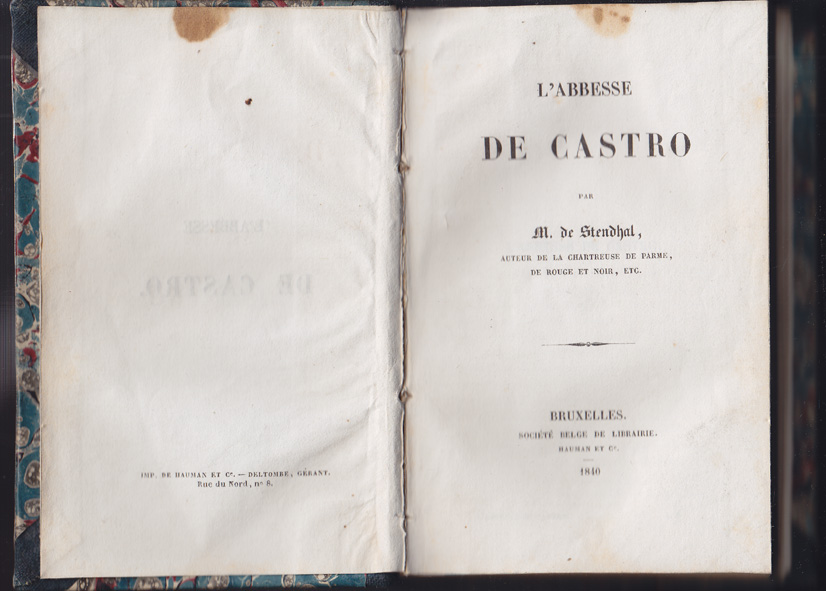 IMP. DE HAUMAN ET Cᵉ. — DELTOMBE, GÉRANT.
Rue du Nord, nº 8.
L'ABBESSE
DE CASTRO
PAR
M. de Stendhal,
AUTEUR DE LA CHARTREUSE DE PARME,
DE ROUGE ET NOIR, ETC.
BRUXELLES.
SOCIÉTÉ BELGE DE LIBRAIRIE.
HAUMAN ET Cᵉ.
1840